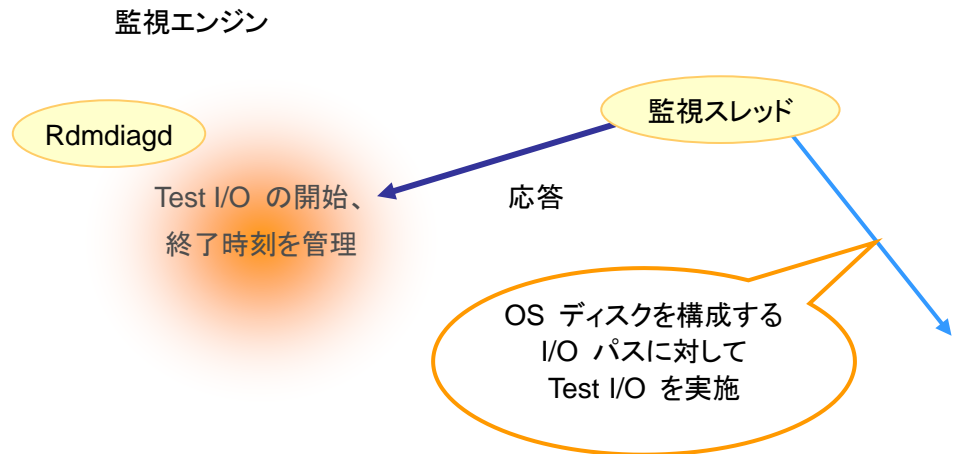 監視エンジン
監視スレッド
Rdmdiagd
Test I/O の開始、
終了時刻を管理
応答
OS ディスクを構成する
I/O パスに対して
Test I/O を実施